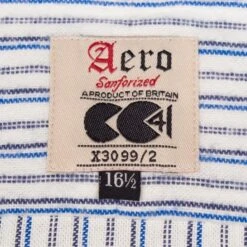 Aero
Sanforized
A PRODUCT OF BRITAIN
CC41
X3099/2
16½